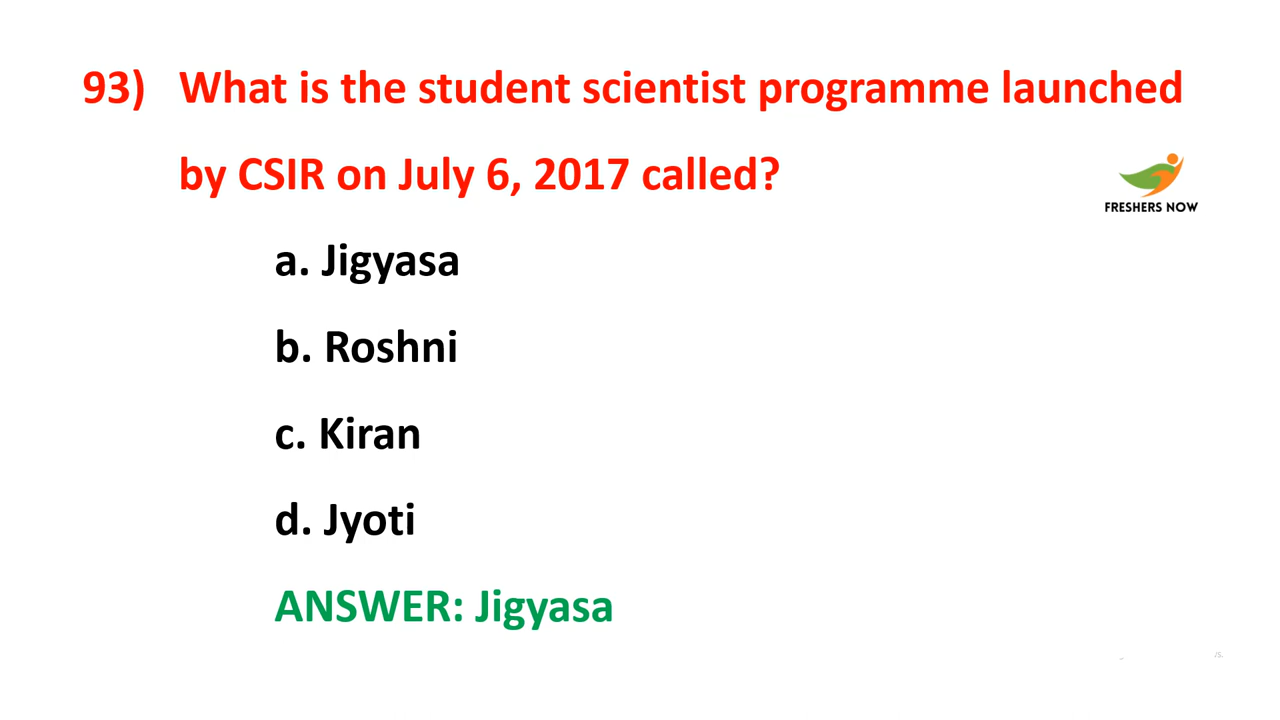 93) What is the student scientist programme launched
by CSIR on July 6, 2017 called?
FRESHERS NOW
a. Jigyasa
b. Roshni
c. Kiran
d. Jyoti
ANSWER: Jigyasa